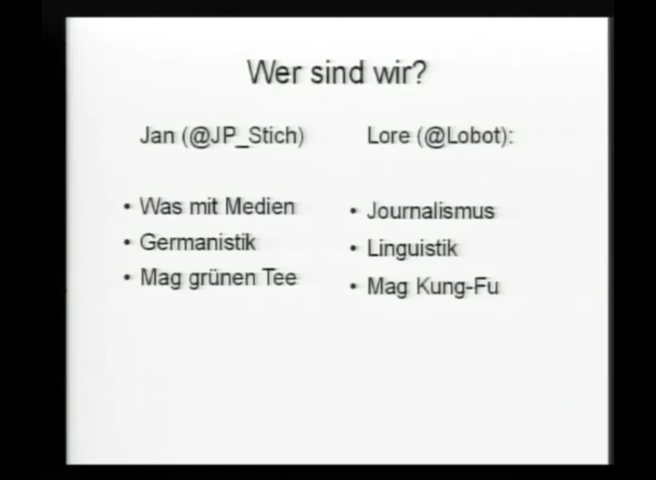 Wer sind wir?
Jan (@JP_Stich)
• Was mit Medien
• Germanistik
• Mag grünen Tee
Lore (@Lobot):
• Journalismus
• Linguistik
• Mag Kung-Fu